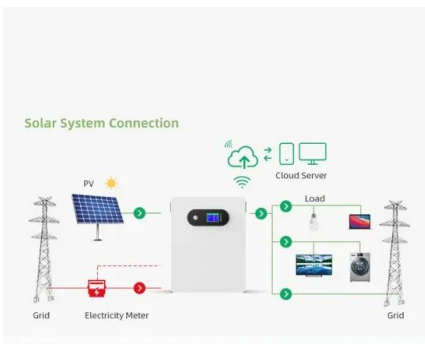 Solar System Connection
PV
Cloud Server
Load
Grid
Electricity Meter
Grid